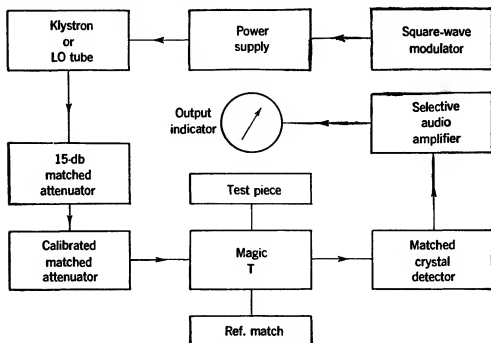 Klystron
or
LO tube
Power
supply
Square-wave
modulator
Output
indicator
Selective
audio
amplifier
15-db
matched
attenuator
Test piece
Calibrated
matched
attenuator
Magic
T
Matched
crystal
detector
Ref. match